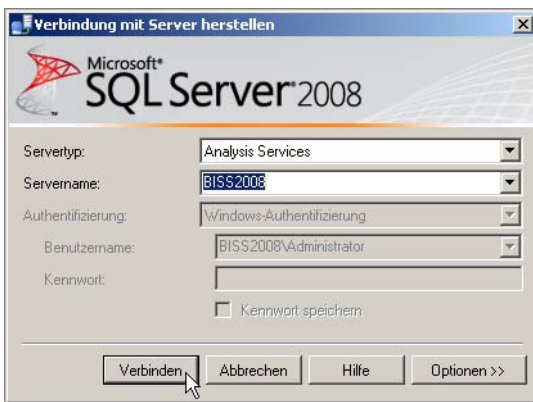 Verbindung mit Server herstellen
Microsoft®
SQL Server® 2008
Servertyp: Analysis Services
Servername: BISS2008
Authentifizierung: Windows-Authentifizierung
Benutzername: BISS2008\Administrator
Kennwort:
Kennwort speichern
Verbinden Abbrechen Hilfe Optionen >>